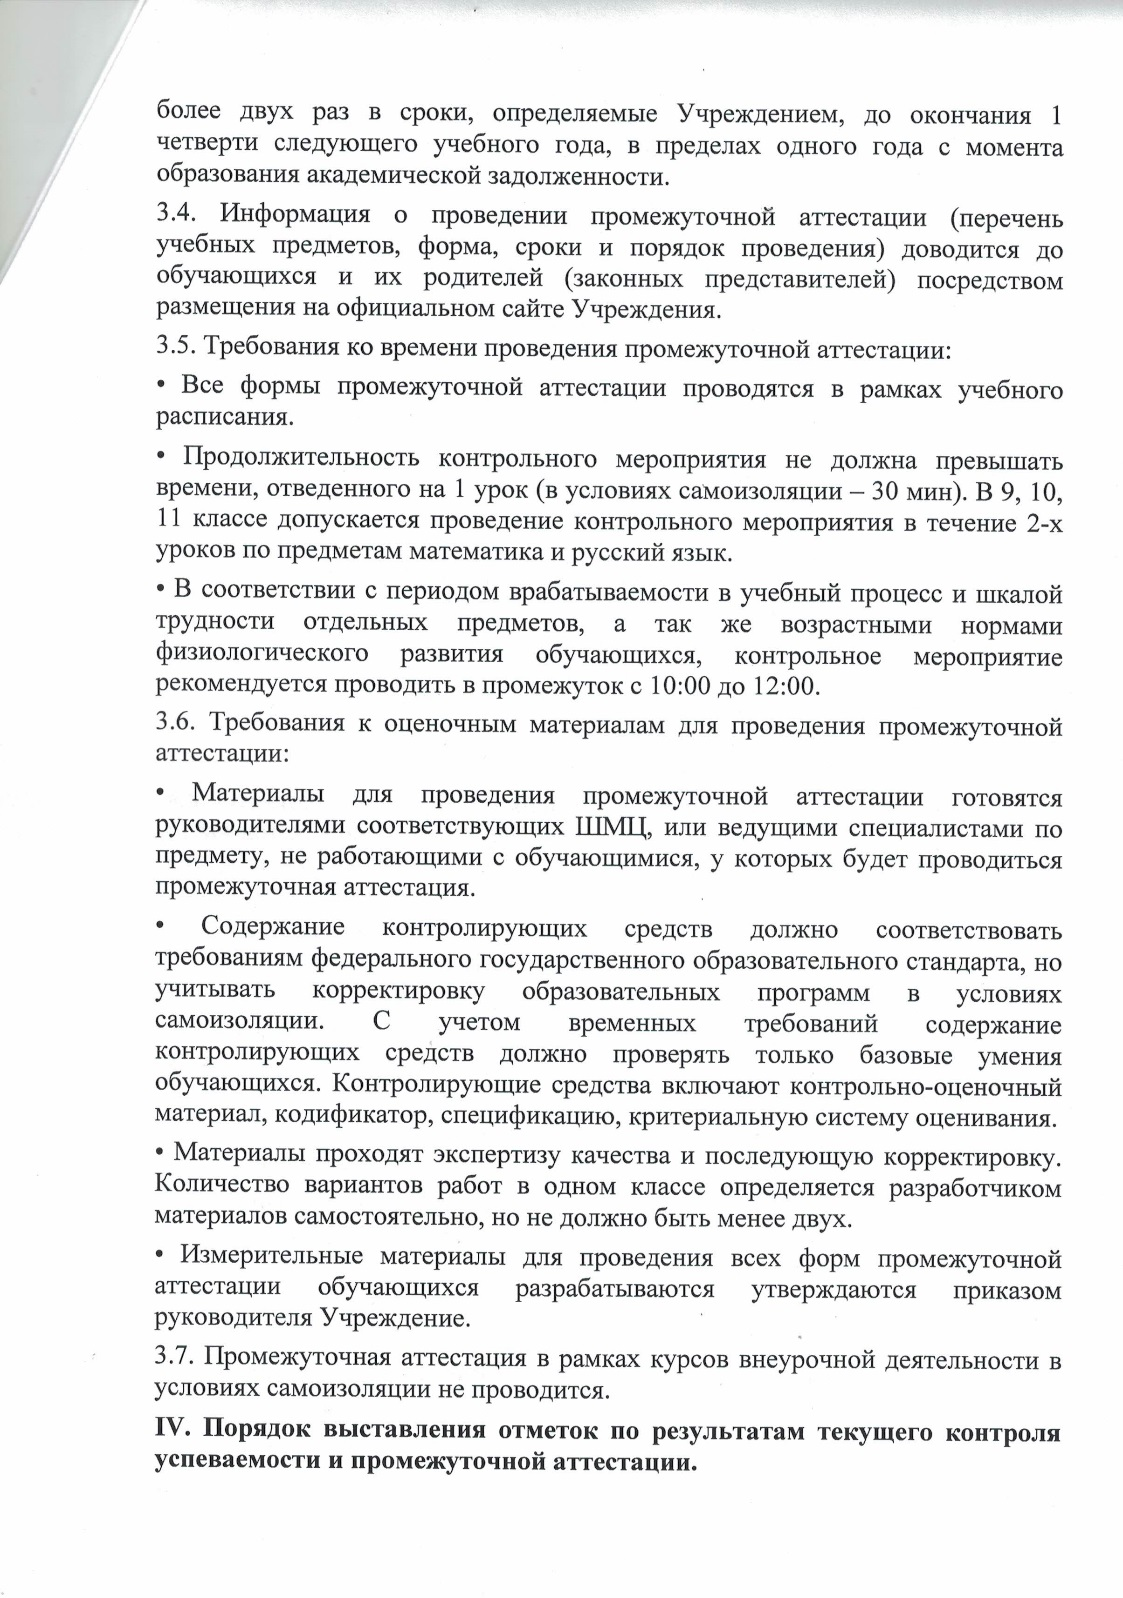 более двух раз в сроки, определяемые Учреждением, до окончания 1
четверти следующего учебного года, в пределах одного года с момента
образования академической задолженности.
3.4. Информация о проведении промежуточной аттестации (перечень
учебных предметов, форма, сроки и порядок проведения) доводится до
обучающихся и их родителей (законных представителей) посредством
размещения на официальном сайте Учреждения.
3.5. Требования ко времени проведения промежуточной аттестации:
• Все формы промежуточной аттестации проводятся в рамках учебного
расписания.
• Продолжительность контрольного мероприятия не должна превышать
времени, отведенного на 1 урок (в условиях самоизоляции – 30 мин). В 9, 10,
11 классе допускается проведение контрольного мероприятия в течение 2-х
уроков по предметам математика и русский язык.
• В соответствии с периодом врабатываемости в учебный процесс и шкалой
трудности отдельных предметов, а так же возрастными нормами
физиологического развития обучающихся, контрольное мероприятие
рекомендуется проводить в промежуток с 10:00 до 12:00.
3.6. Требования к оценочным материалам для проведения промежуточной
аттестации:
• Материалы для проведения промежуточной аттестации готовятся
руководителями соответствующих ШМЦ, или ведущими специалистами по
предмету, не работающими с обучающимися, у которых будет проводиться
промежуточная аттестация.
• Содержание контролирующих средств должно соответствовать
требованиям федерального государственного образовательного стандарта, но
учитывать корректировку образовательных программ в условиях
самоизоляции. С учетом временных требований содержание
контролирующих средств должно проверять только базовые умения
обучающихся. Контролирующие средства включают контрольно-оценочный
материал, кодификатор, спецификацию, критериальную систему оценивания.
• Материалы проходят экспертизу качества и последующую корректировку.
Количество вариантов работ в одном классе определяется разработчиком
материалов самостоятельно, но не должно быть менее двух.
• Измерительные материалы для проведения всех форм промежуточной
аттестации обучающихся разрабатываются утверждаются приказом
руководителя Учреждение.
3.7. Промежуточная аттестация в рамках курсов внеурочной деятельности в
условиях самоизоляции не проводится.
IV. Порядок выставления отметок по результатам текущего контроля
успеваемости и промежуточной аттестации.